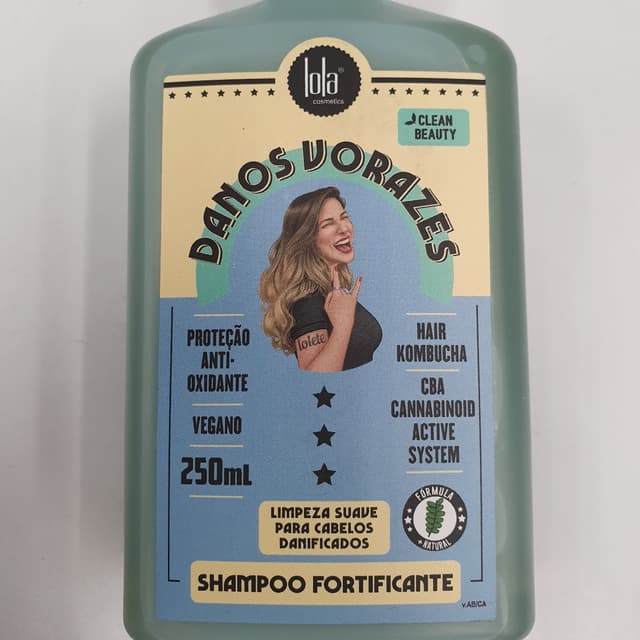 lola®
cosmetics
CLEAN
BEAUTY
DANOS VORAZES
lolete
PROTEÇÃO
ANTI-
OXIDANTE
VEGANO
250mL
HAIR
KOMBUCHA
CBA
CANNABINOID
ACTIVE
SYSTEM
FÓRMULA
+NATURAL
LIMPEZA SUAVE
PARA CABELOS
DANIFICADOS
SHAMPOO FORTIFICANTE
V.AB/CA